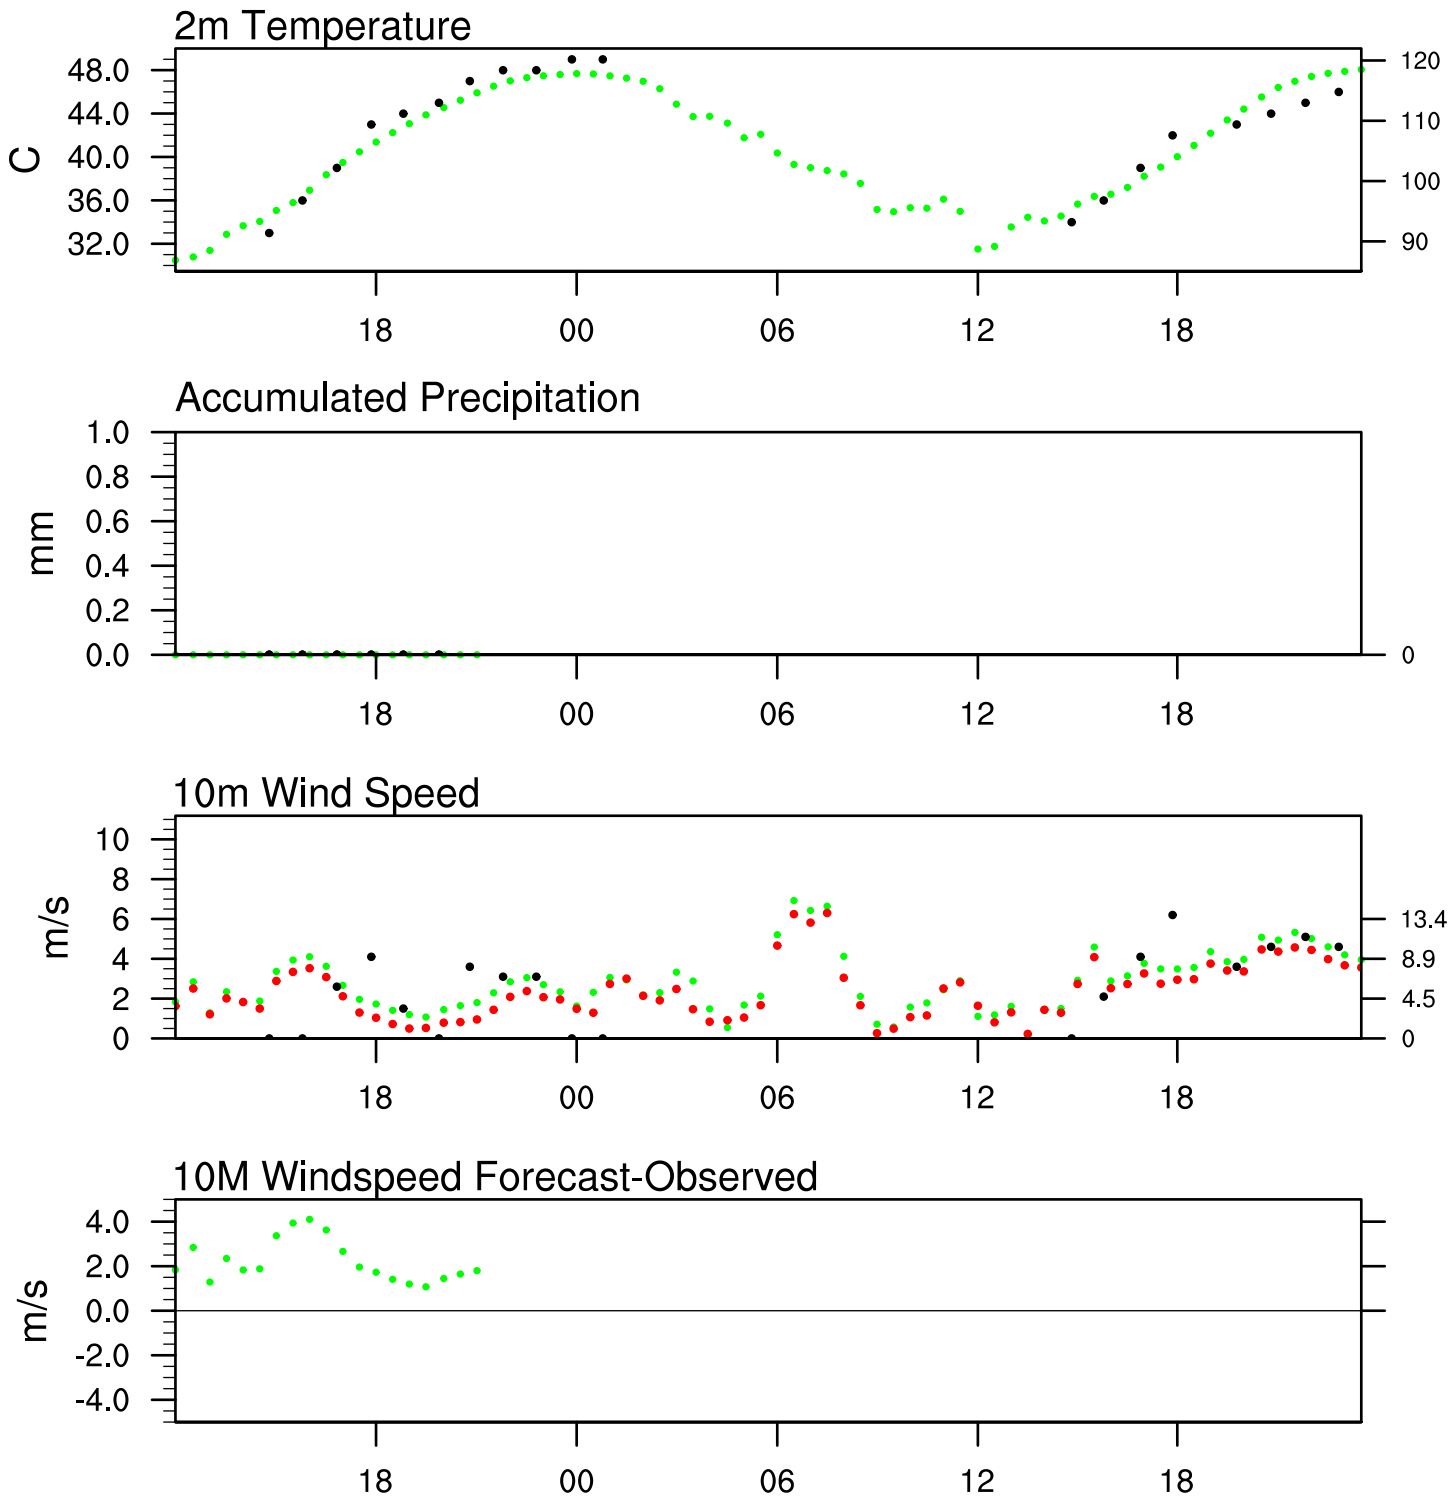 2m Temperature
48.0
44.0
40.0
36.0
32.0
C
120
110
100
90
18 00 06 12 18
Accumulated Precipitation
1.0
0.8
0.6
0.4
0.2
0.0
mm
0
18 00 06 12 18
10m Wind Speed
10
8
6
4
2
0
m/s
13.4
8.9
4.5
0
18 00 06 12 18
10M Windspeed Forecast-Observed
4.0
2.0
0.0
-2.0
-4.0
m/s
18 00 06 12 18